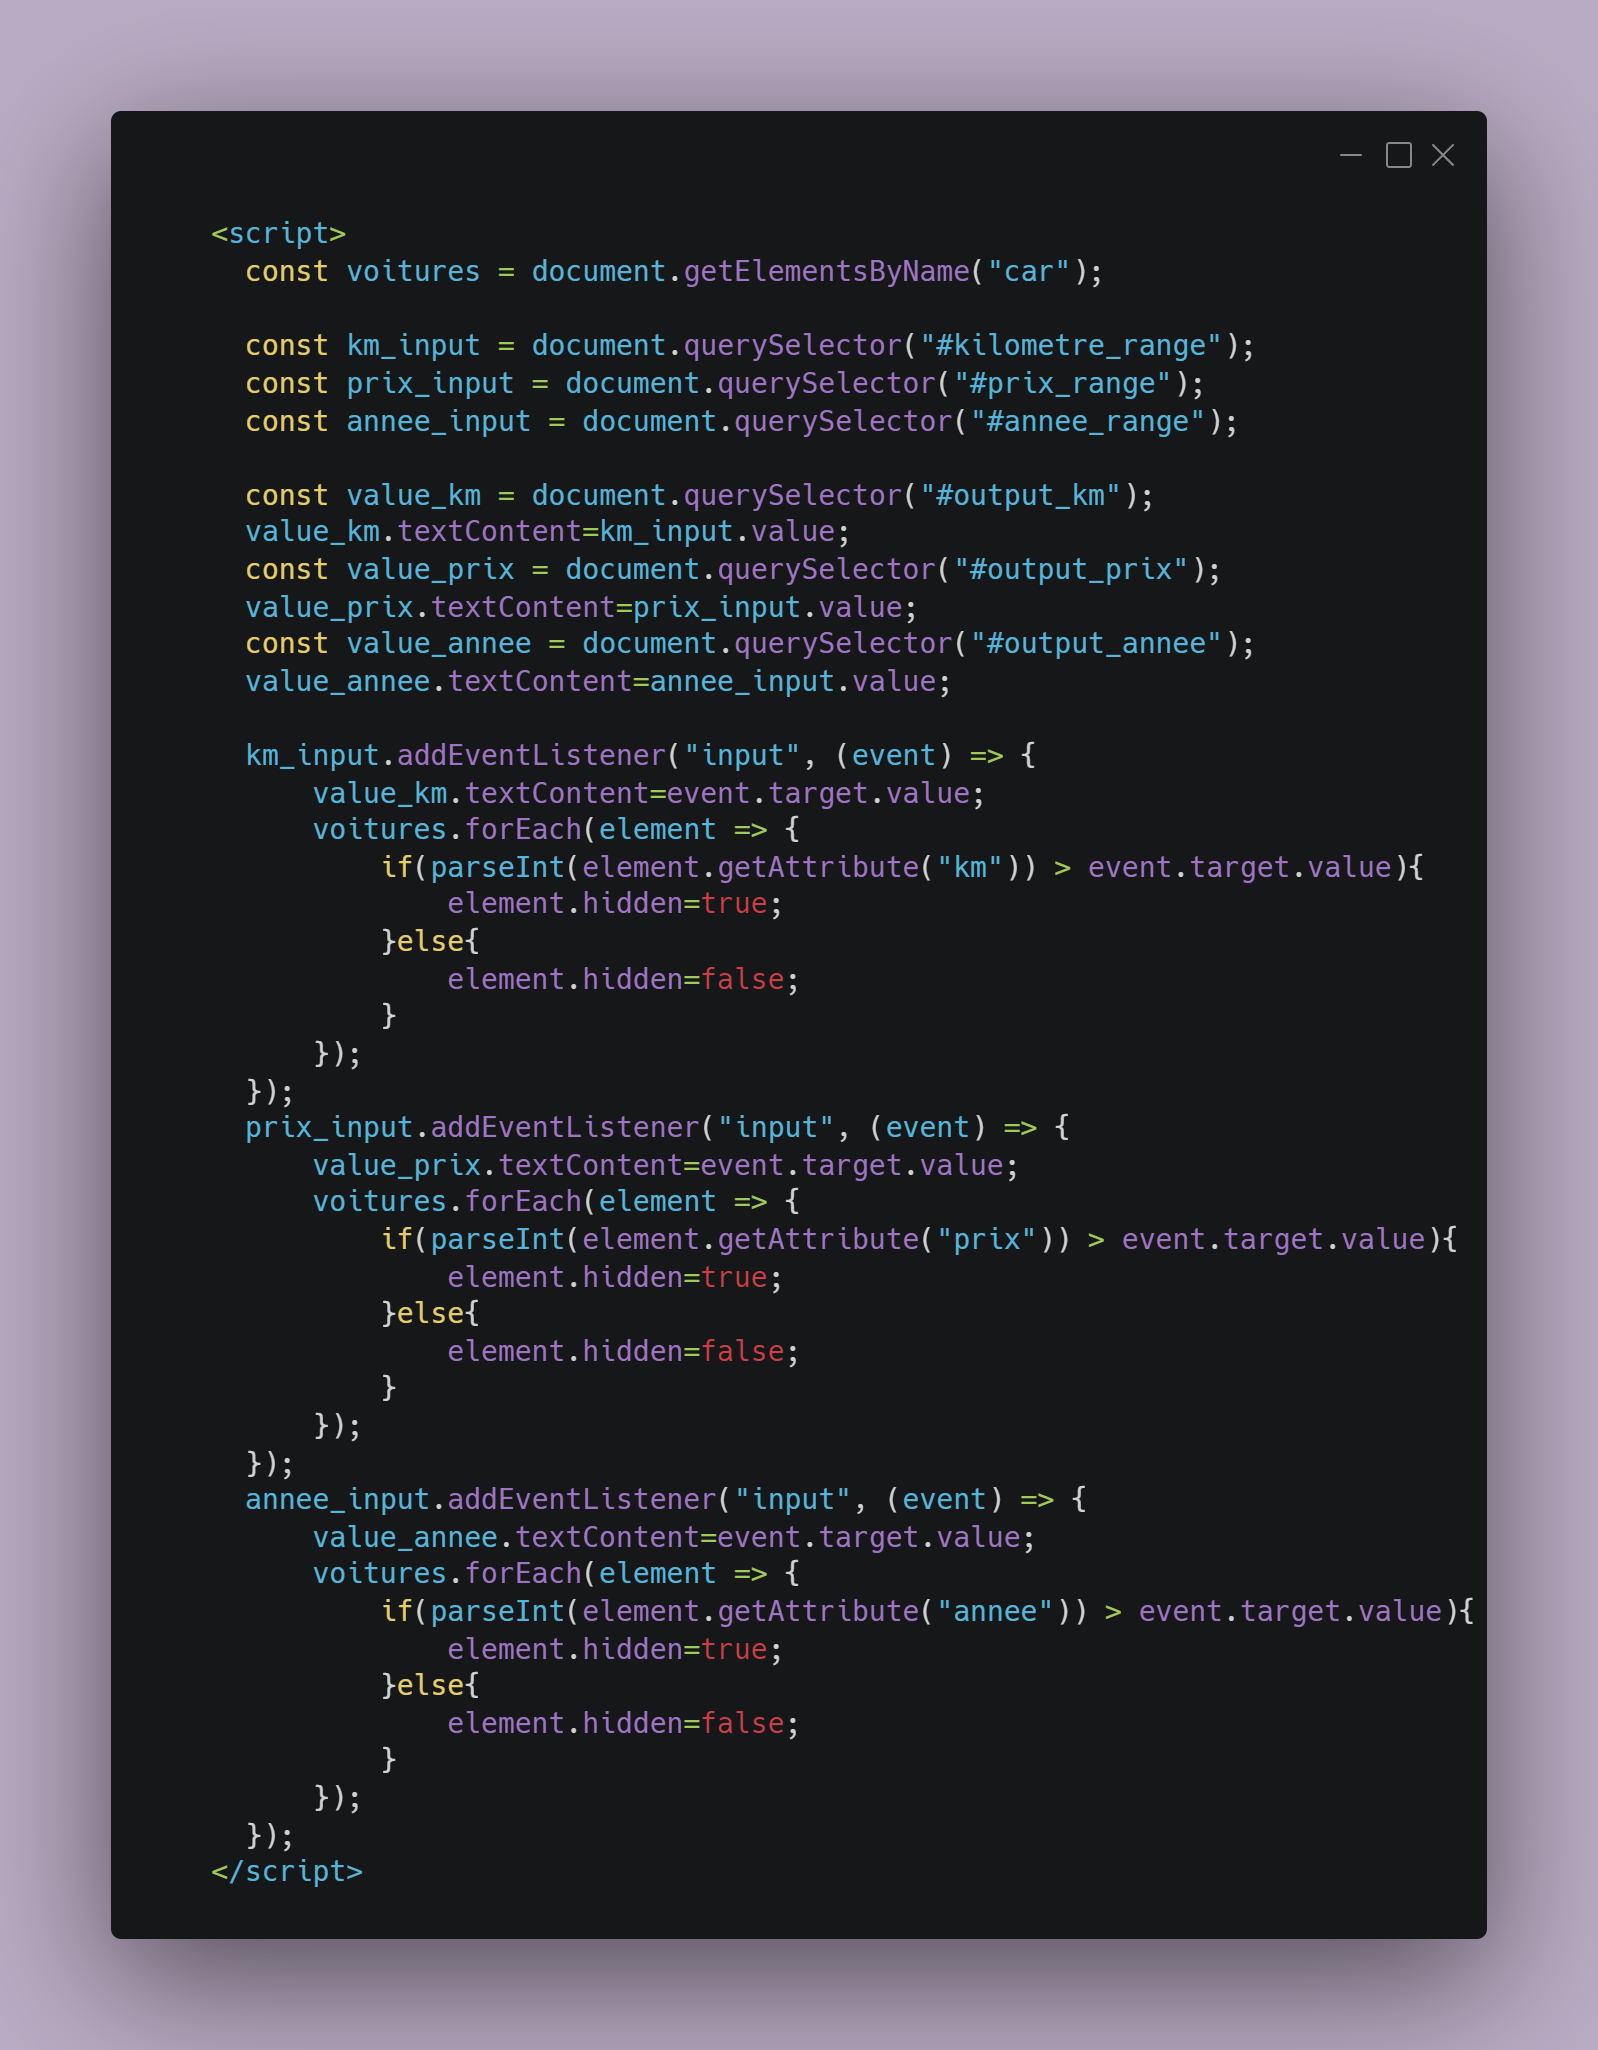 <script>
  const voitures = document.getElementsByName("car");

  const km_input = document.querySelector("#kilometre_range");
  const prix_input = document.querySelector("#prix_range");
  const annee_input = document.querySelector("#annee_range");

  const value_km = document.querySelector("#output_km");
  value_km.textContent=km_input.value;
  const value_prix = document.querySelector("#output_prix");
  value_prix.textContent=prix_input.value;
  const value_annee = document.querySelector("#output_annee");
  value_annee.textContent=annee_input.value;

  km_input.addEventListener("input", (event) => {
      value_km.textContent=event.target.value;
      voitures.forEach(element => {
          if(parseInt(element.getAttribute("km")) > event.target.value){
              element.hidden=true;
          }else{
              element.hidden=false;
          }
      });
  });
  prix_input.addEventListener("input", (event) => {
      value_prix.textContent=event.target.value;
      voitures.forEach(element => {
          if(parseInt(element.getAttribute("prix")) > event.target.value){
              element.hidden=true;
          }else{
              element.hidden=false;
          }
      });
  });
  annee_input.addEventListener("input", (event) => {
      value_annee.textContent=event.target.value;
      voitures.forEach(element => {
          if(parseInt(element.getAttribute("annee")) > event.target.value){
              element.hidden=true;
          }else{
              element.hidden=false;
          }
      });
  });
</script>